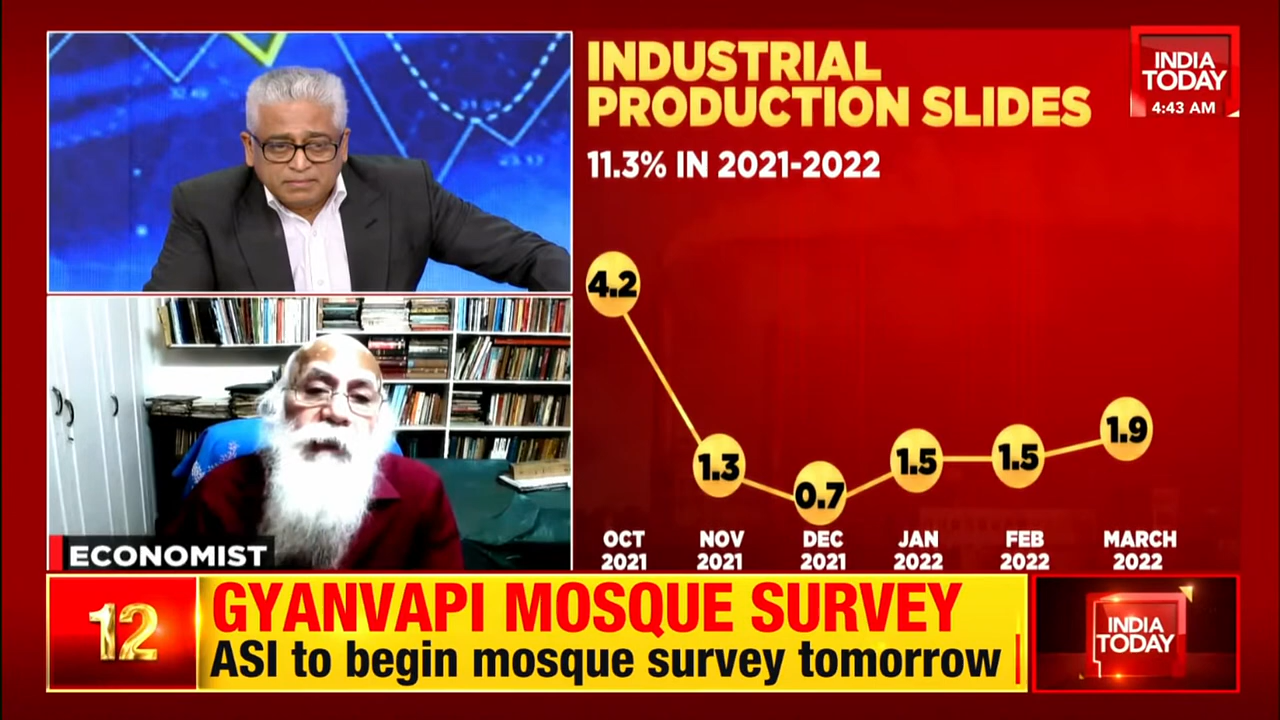 INDUSTRIAL
PRODUCTION SLIDES
11.3% IN 2021-2022
INDIA
TODAY
4:43 AM
4.2
1.3
0.7
1.5
1.5
1.9
OCT
2021
NOV
2021
DEC
2021
JAN
2022
FEB
2022
MARCH
2022
ECONOMIST
12
GYANVAPI MOSQUE SURVEY
ASI to begin mosque survey tomorrow
INDIA
TODAY